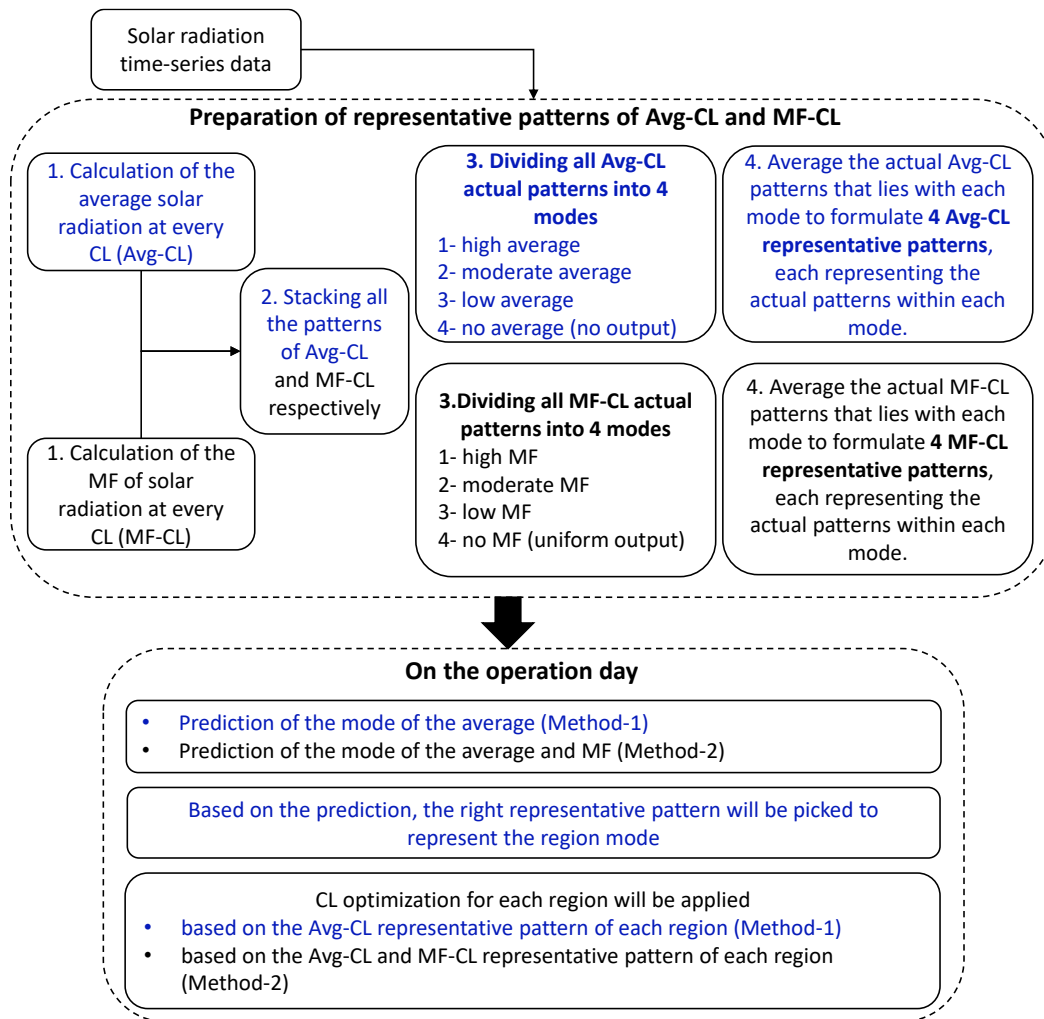 Solar radiation
time-series data
Preparation of representative patterns of Avg-CL and MF-CL
1. Calculation of the
average solar
radiation at every
CL (Avg-CL)
1. Calculation of the
MF of solar
radiation at every
CL (MF-CL)
2. Stacking all
the patterns
of Avg-CL
and MF-CL
respectively
3. Dividing all Avg-CL
actual patterns into 4
modes
1- high average
2- moderate average
3- low average
4- no average (no output)
4. Average the actual Avg-CL
patterns that lies with each
mode to formulate 4 Avg-CL
representative patterns,
each representing the
actual patterns within each
mode.
3.Dividing all MF-CL actual
patterns into 4 modes
1- high MF
2- moderate MF
3- low MF
4- no MF (uniform output)
4. Average the actual MF-CL
patterns that lies with each
mode to formulate 4 MF-CL
representative patterns,
each representing the
actual patterns within each
mode.
On the operation day
• Prediction of the mode of the average (Method-1)
• Prediction of the mode of the average and MF (Method-2)
Based on the prediction, the right representative pattern will be picked to
represent the region mode
CL optimization for each region will be applied
• based on the Avg-CL representative pattern of each region (Method-1)
• based on the Avg-CL and MF-CL representative pattern of each region
(Method-2)